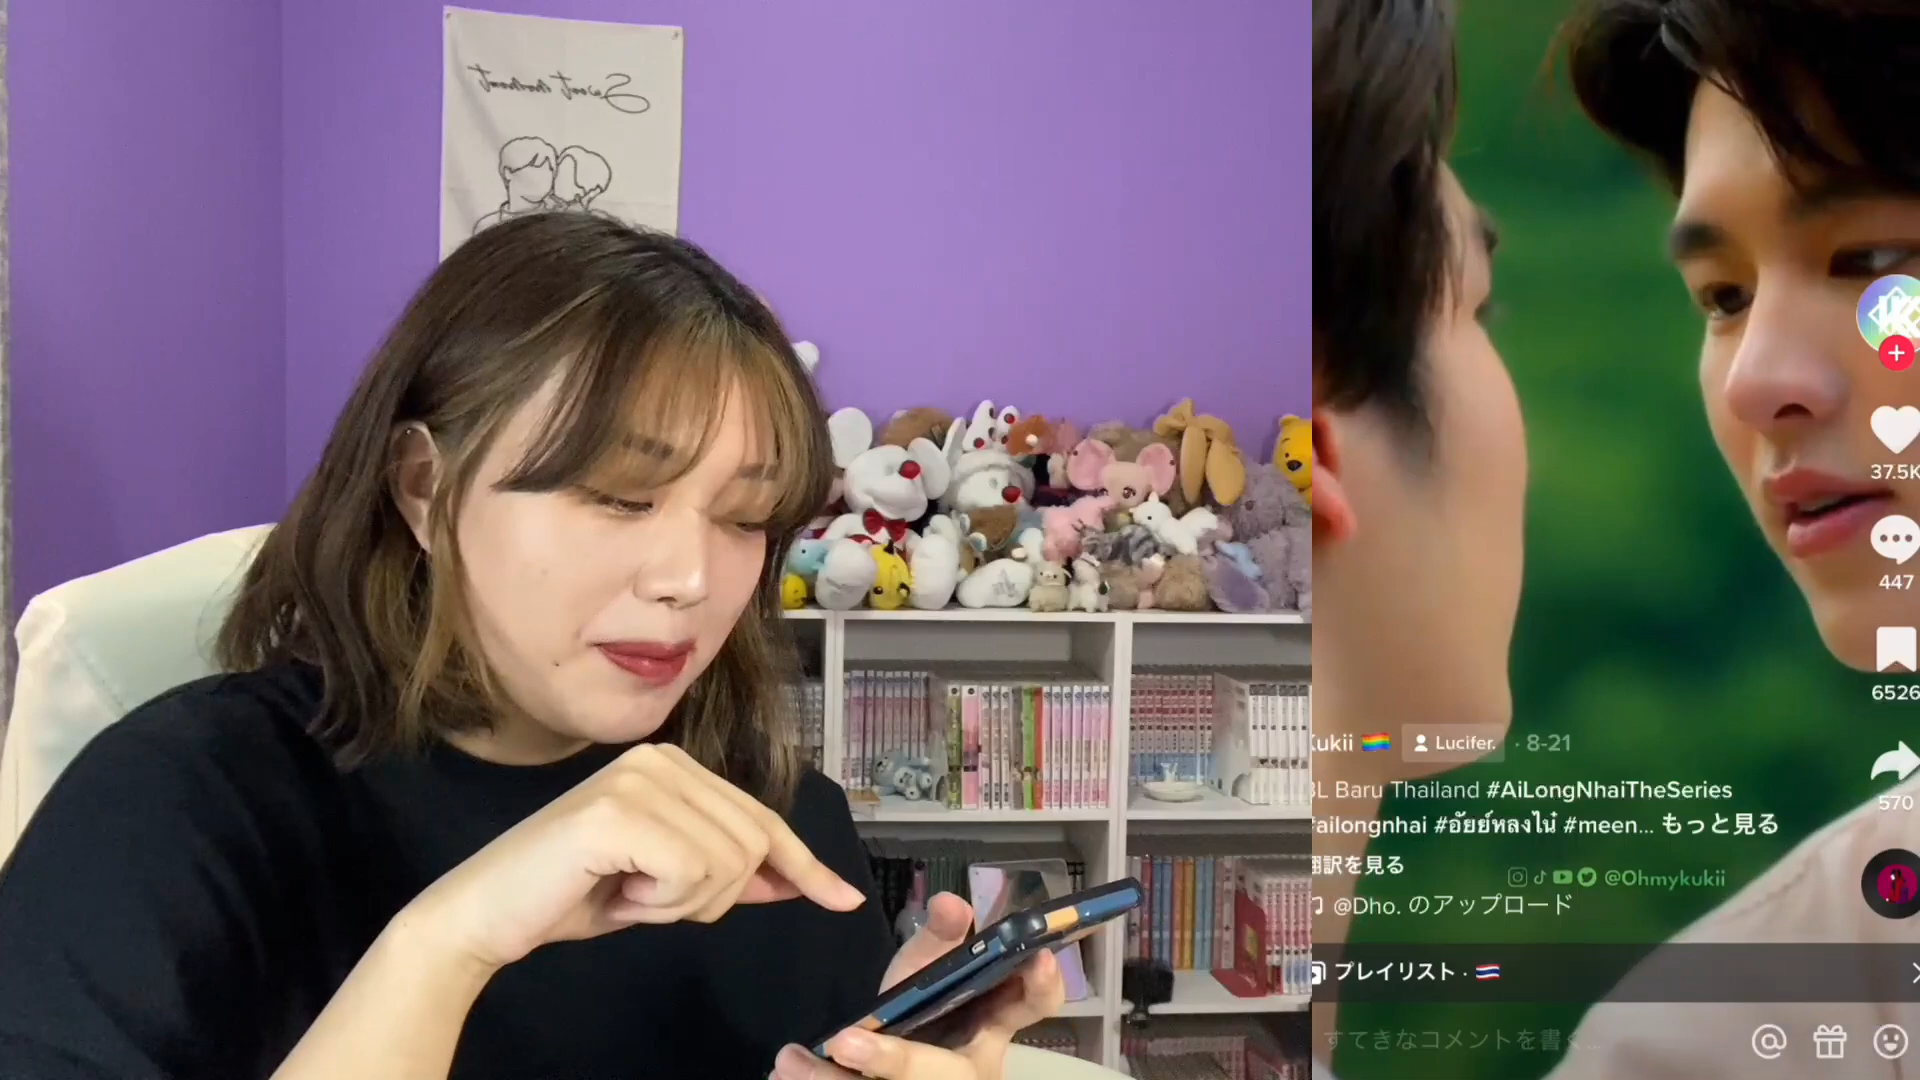 37.5K
447
6526
Kukii 🏳️‍🌈 Lucifer. · 8-21
BL Baru Thailand #AiLongNhaiTheSeries
#ailongnhai #อัยย์หลงไน๋ #meen... もっと見る
570
翻訳を見る
@Ohmykukii
@Dho. のアップロード
プレイリスト · 🇹🇭
すてきなコメントを書く...